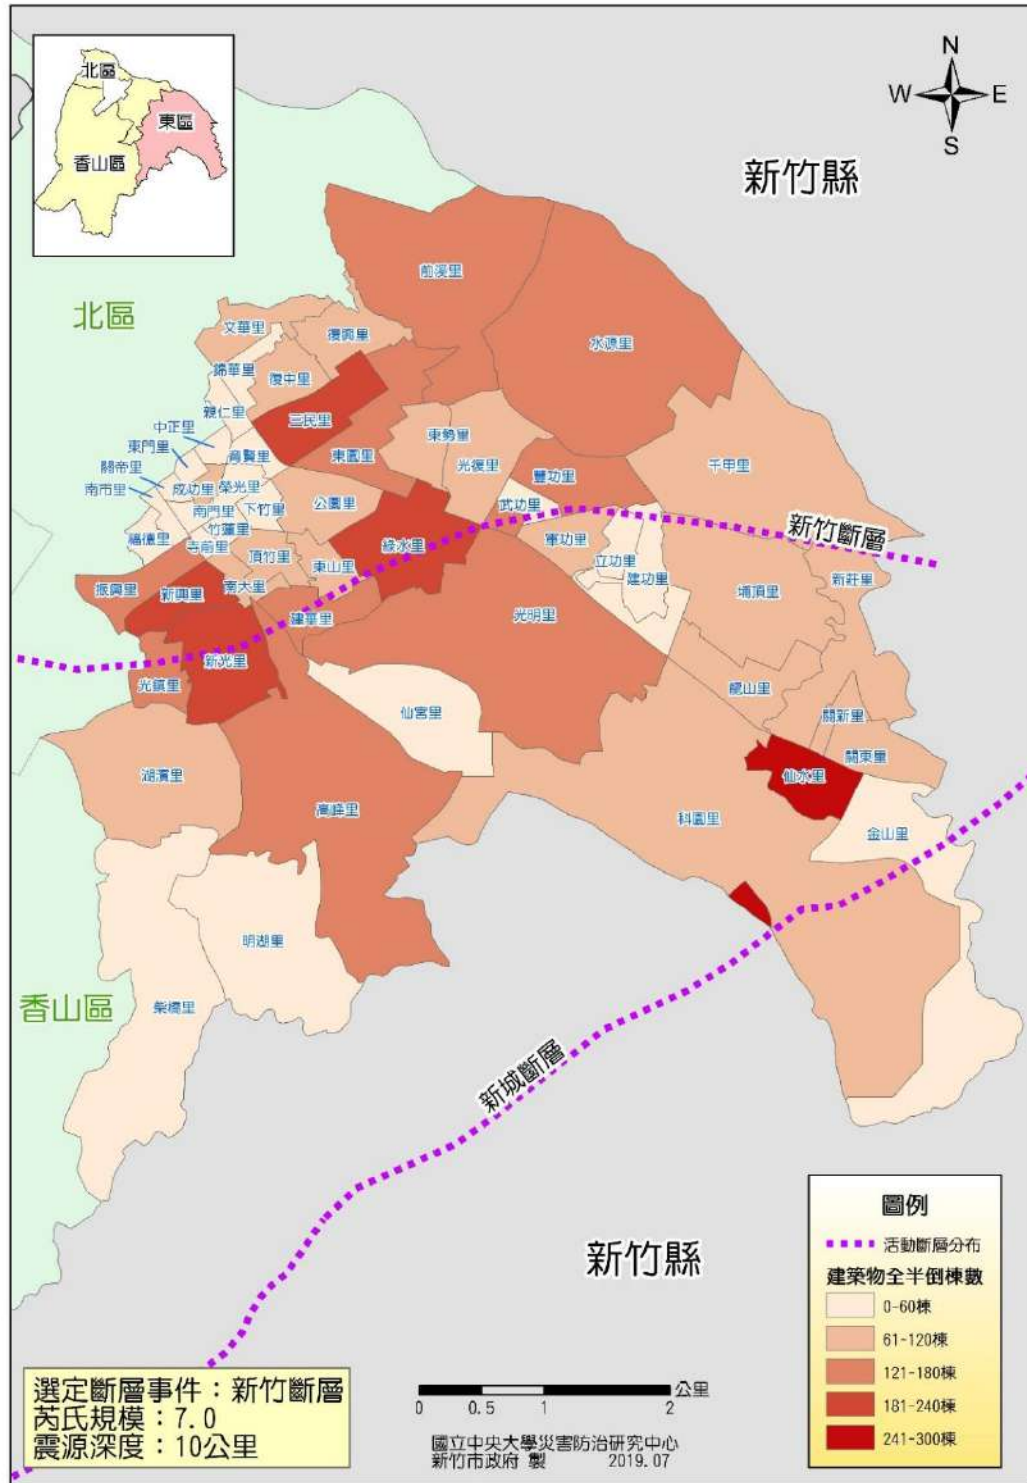 北區
東區
香山區
N
W
E
S
新竹縣
北區
前溪里
水源里
文華里
復興里
錦華里
復中里
親仁里
三民里
中正里
東門里
育賢里
東園里
東勢里
光復里
千甲里
關帝里
南市里
成功里
榮光里
公園里
豐功里
南門里
下竹里
武功里
竹蓮里
福德里
寺前里
頂竹里
東山里
綠水里
軍功里
新竹斷層
立功里
建功里
埔頂里
新莊里
振興里
新興里
南大里
建華里
光明里
新光里
光鎮里
仙宮里
龍山里
關新里
關東里
湖濱里
高峰里
科園里
仙水里
金山里
明湖里
柴橋里
香山區
新城斷層
新竹縣
圖例
活動斷層分布
建築物全半倒棟數
0-60棟
61-120棟
121-180棟
181-240棟
241-300棟
選定斷層事件：新竹斷層
芮氏規模：7.0
震源深度：10公里
公里
0 0.5 1 2
國立中央大學災害防治研究中心
新竹市政府 製 2019.07